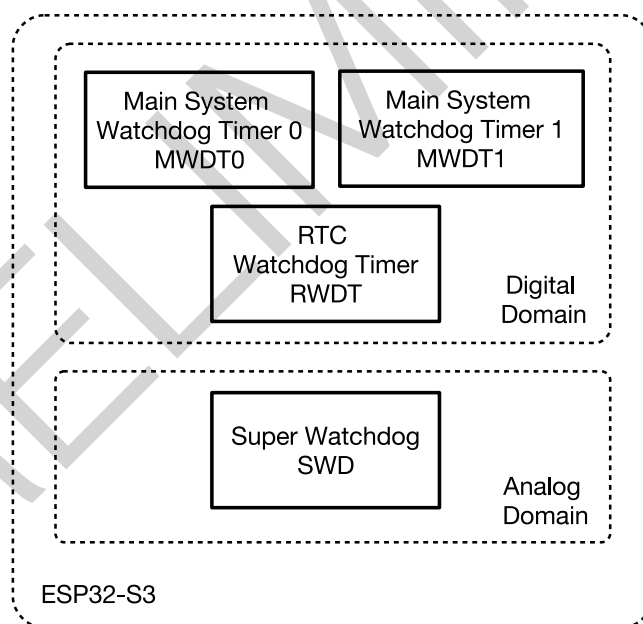 Main System
Watchdog Timer 0
MWDT0
Main System
Watchdog Timer 1
MWDT1
RTC
Watchdog Timer
RWDT
Digital
Domain
Super Watchdog
SWD
Analog
Domain
ESP32-S3